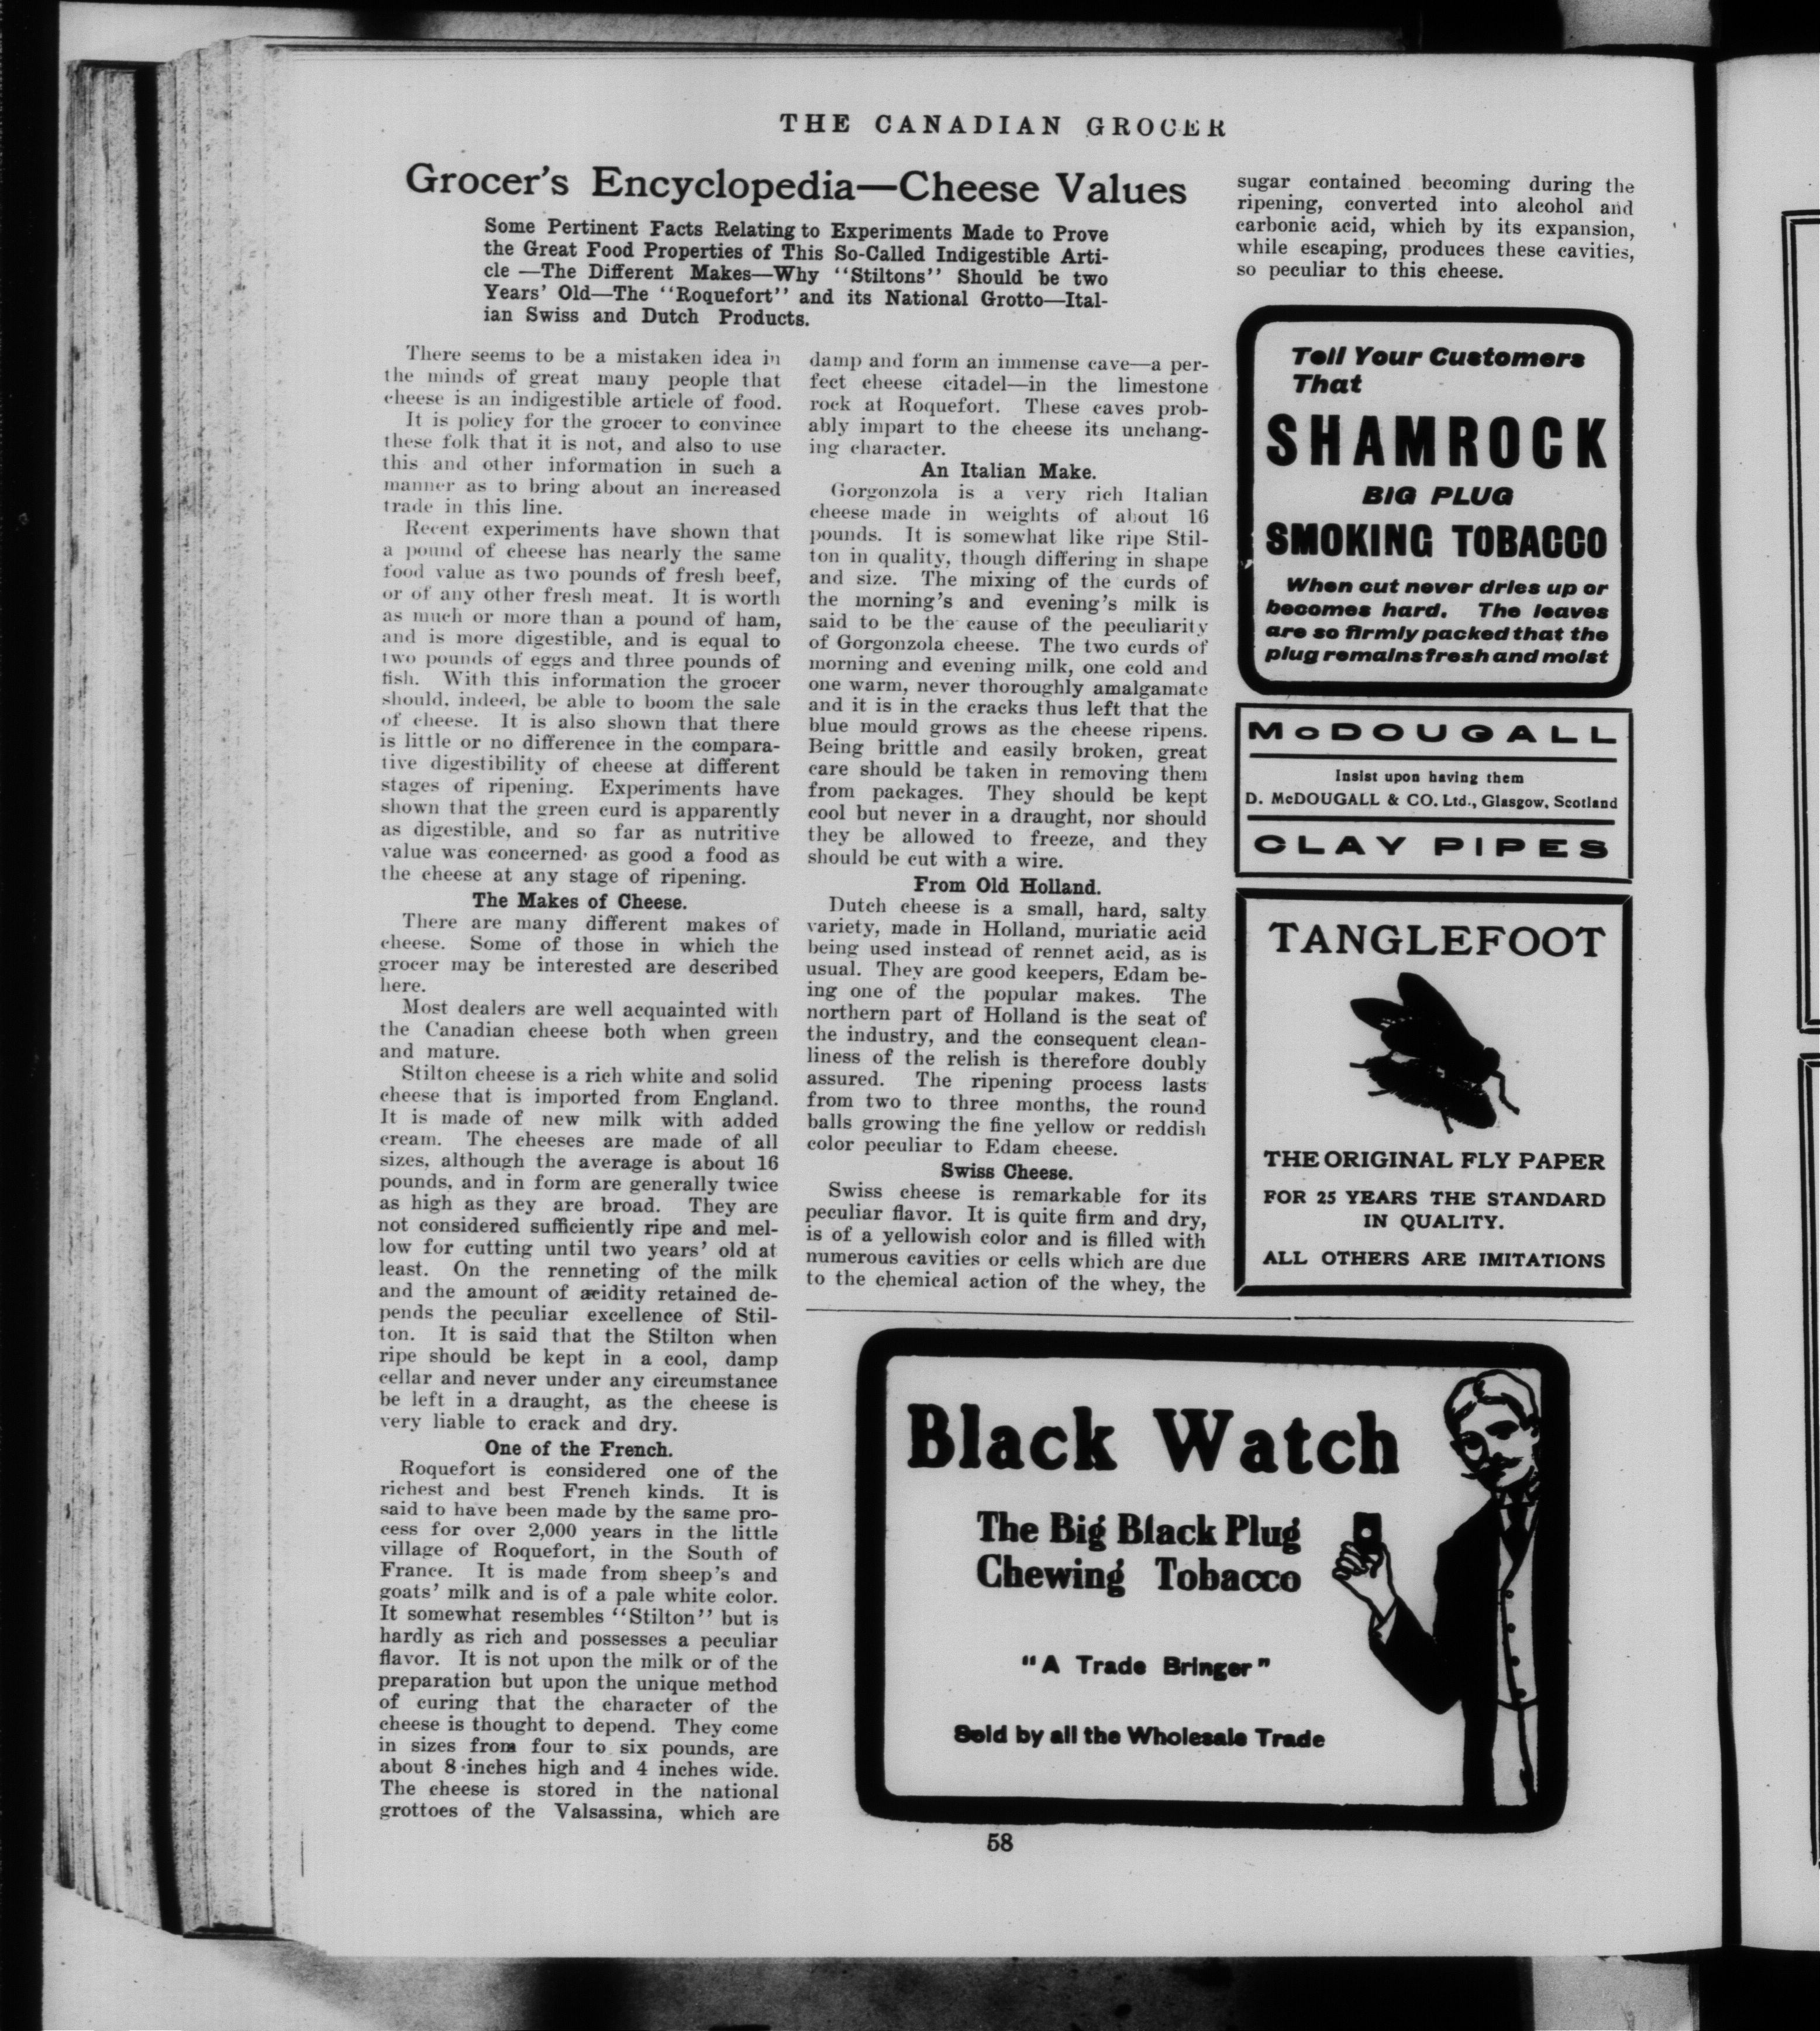 THE CANADIAN GROCER
Grocer's Encyclopedia—Cheese Values
Some Pertinent Facts Relating to Experiments Made to Prove
the Great Food Properties of This So-Called Indigestible Arti-
cle —The Different Makes—Why "Stiltons" Should be two
Years' Old—The "Roquefort" and its National Grotto—Ital-
ian Swiss and Dutch Products.
There seems to be a mistaken idea in
the minds of great many people that
cheese is an indigestible article of food.
It is policy for the grocer to convince
these folk that it is not, and also to use
this and other information in such a
manner as to bring about an increased
trade in this line.
Recent experiments have shown that
a pound of cheese has nearly the same
food value as two pounds of fresh beef,
or of any other fresh meat. It is worth
as much or more than a pound of ham,
and is more digestible, and is equal to
two pounds of eggs and three pounds of
fish. With this information the grocer
should, indeed, be able to boom the sale
of cheese. It is also shown that there
is little or no difference in the compara-
tive digestibility of cheese at different
stages of ripening. Experiments have
shown that the green curd is apparently
as digestible, and so far as nutritive
value was concerned, as good a food as
the cheese at any stage of ripening.
The Makes of Cheese.
There are many different makes of
cheese. Some of those in which the
grocer may be interested are described
here.
Most dealers are well acquainted with
the Canadian cheese both when green
and mature.
Stilton cheese is a rich white and solid
cheese that is imported from England.
It is made of new milk with added
cream. The cheeses are made of all
sizes, although the average is about 16
pounds, and in form are generally twice
as high as they are broad. They are
not considered sufficiently ripe and mel-
low for cutting until two years' old at
least. On the renneting of the milk
and the amount of acidity retained de-
pends the peculiar excellence of Stil-
ton. It is said that the Stilton when
ripe should be kept in a cool, damp
cellar and never under any circumstance
be left in a draught, as the cheese is
very liable to crack and dry.
One of the French.
Roquefort is considered one of the
richest and best French kinds. It is
said to have been made by the same pro-
cess for over 2,000 years in the little
village of Roquefort, in the South of
France. It is made from sheep's and
goats' milk and is of a pale white color.
It somewhat resembles "Stilton" but is
hardly as rich and possesses a peculiar
flavor. It is not upon the milk or of the
preparation but upon the unique method
of curing that the character of the
cheese is thought to depend. They come
in sizes from four to six pounds, are
about 8 inches high and 4 inches wide.
The cheese is stored in the national
grottoes of the Valsassina, which are
damp and form an immense cave—a per-
fect cheese citadel—in the limestone
rock at Roquefort. These caves prob-
ably impart to the cheese its unchang-
ing character.
An Italian Make.
Gorgonzola is a very rich Italian
cheese made in weights of about 16
pounds. It is somewhat like ripe Stil-
ton in quality, though differing in shape
and size. The mixing of the curds of
the morning's and evening's milk is
said to be the cause of the peculiarity
of Gorgonzola cheese. The two curds of
morning and evening milk, one cold and
one warm, never thoroughly amalgamate
and it is in the cracks thus left that the
blue mould grows as the cheese ripens.
Being brittle and easily broken, great
care should be taken in removing them
from packages. They should be kept
cool but never in a draught, nor should
they be allowed to freeze, and they
should be cut with a wire.
From Old Holland.
Dutch cheese is a small, hard, salty
variety, made in Holland, muriatic acid
being used instead of rennet acid, as is
usual. They are good keepers, Edam be-
ing one of the popular makes. The
northern part of Holland is the seat of
the industry, and the consequent clean-
liness of the relish is therefore doubly
assured. The ripening process lasts
from two to three months, the round
balls growing the fine yellow or reddish
color peculiar to Edam cheese.
Swiss Cheese.
Swiss cheese is remarkable for its
peculiar flavor. It is quite firm and dry,
is of a yellowish color and is filled with
numerous cavities or cells which are due
to the chemical action of the whey, the
sugar contained becoming during the
ripening, converted into alcohol and
carbonic acid, which by its expansion,
while escaping, produces these cavities,
so peculiar to this cheese.
Tell Your Customers
That
SHAMROCK
BIG PLUG
SMOKING TOBACCO
When cut never dries up or
becomes hard. The leaves
are so firmly packed that the
plug remains fresh and moist
McDOUGALL
Insist upon having them
D. McDOUGALL & CO. Ltd., Glasgow, Scotland
CLAY PIPES
TANGLEFOOT
THE ORIGINAL FLY PAPER
FOR 25 YEARS THE STANDARD
IN QUALITY.
ALL OTHERS ARE IMITATIONS
Black Watch
The Big Black Plug
Chewing Tobacco
"A Trade Bringer"
Sold by all the Wholesale Trade
58